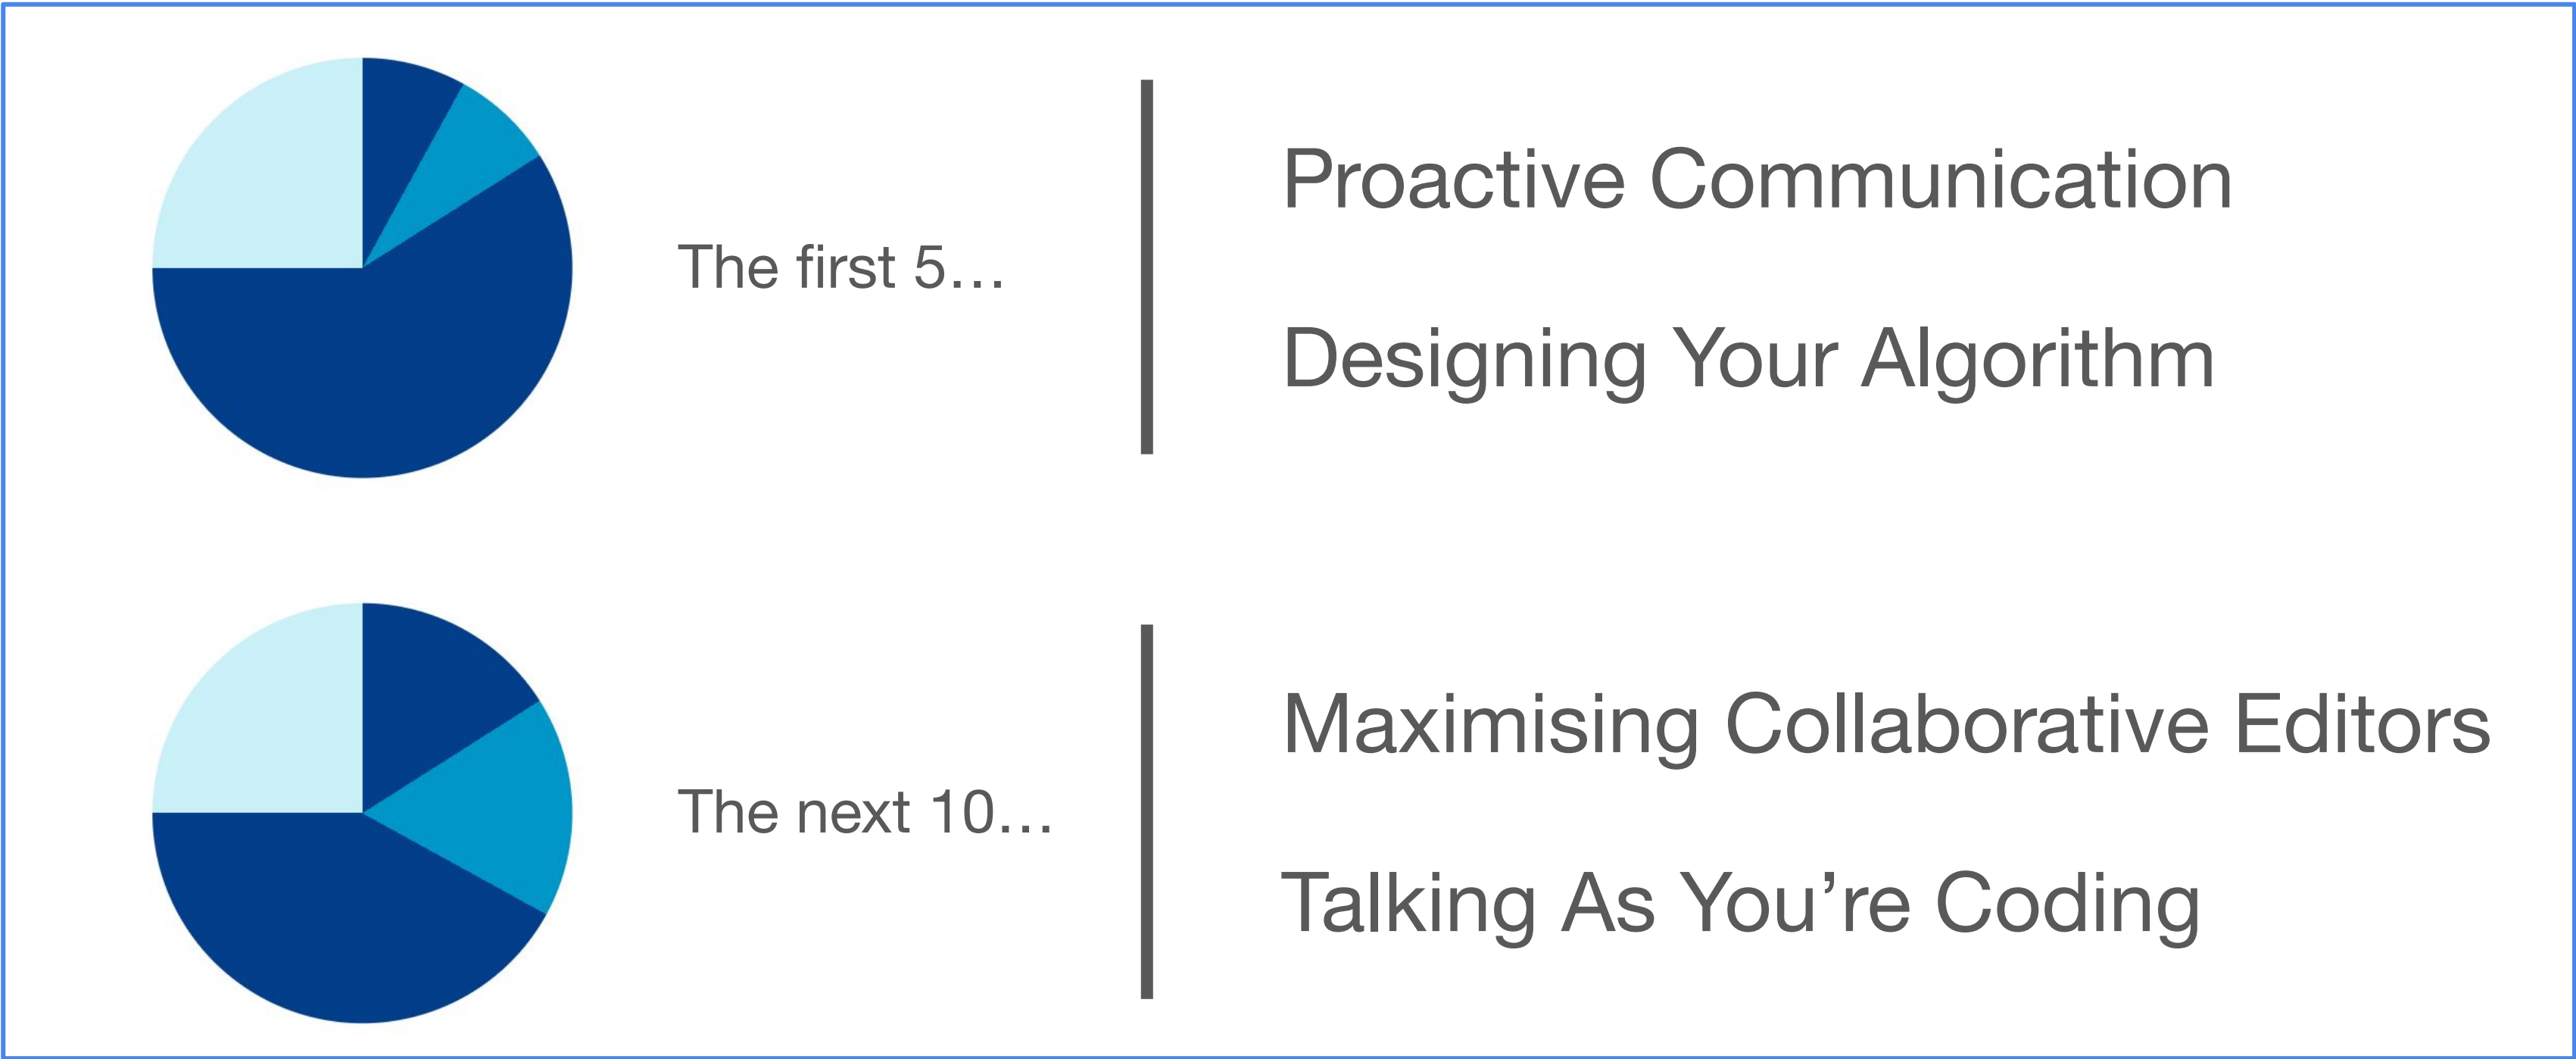 The first 5…
Proactive Communication
Designing Your Algorithm
The next 10…
Maximising Collaborative Editors
Talking As You’re Coding